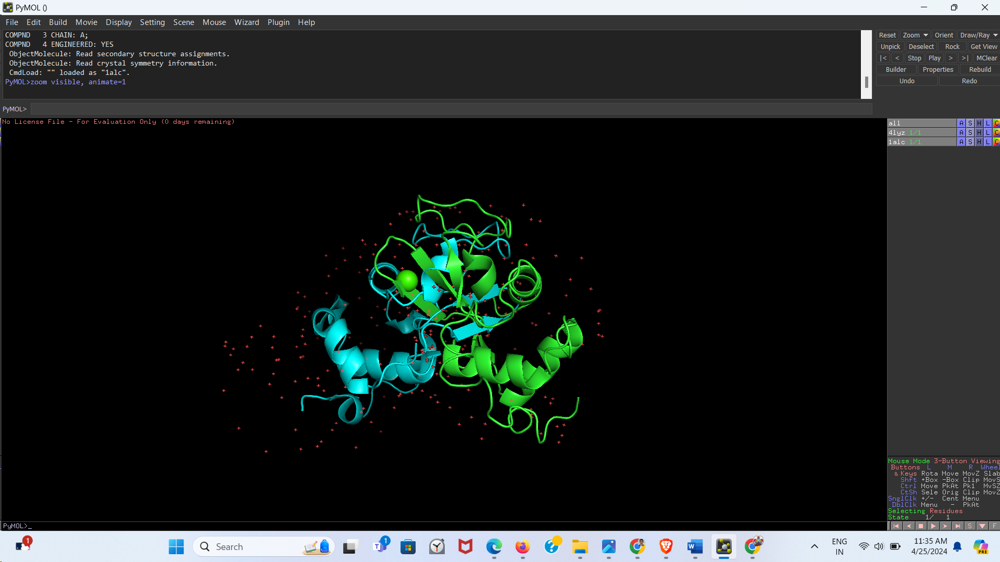 PyMOL ()
File Edit Build Movie Display Setting Scene Mouse Wizard Plugin Help
COMPND   3 CHAIN: A;
COMPND   4 ENGINEERED: YES
ObjectMolecule: Read secondary structure assignments.
ObjectMolecule: Read crystal symmetry information.
CmdLoad: "" loaded as "1alc".
PyMOL>zoom visible, animate=1
PyMOL>
Reset Zoom Orient Draw/Ray
Unpick Deselect Rock Get View
|< < Stop Play > >| MClear
Builder Properties Rebuild
Undo Redo
No License File - For Evaluation Only (0 days remaining)
all A S H L C
4lyz 1/1 A S H L C
1alc 1/1 A S H L C
Mouse Mode 3-Button Viewing
Buttons L M R Wheel
& Keys Rota Move MovZ Slab
Shft +Box -Box Clip MovS
Ctrl Move PkAt Pk1 MvSZ
CtSh Sele Orig Clip MovZ
SnglClk +/- Cent Menu
DblClk Menu - PkAt
Selecting Residues
State 1/ 1
S F
PyMOL>_
1
Search
1
ENG
IN
11:35 AM
4/25/2024
PRE